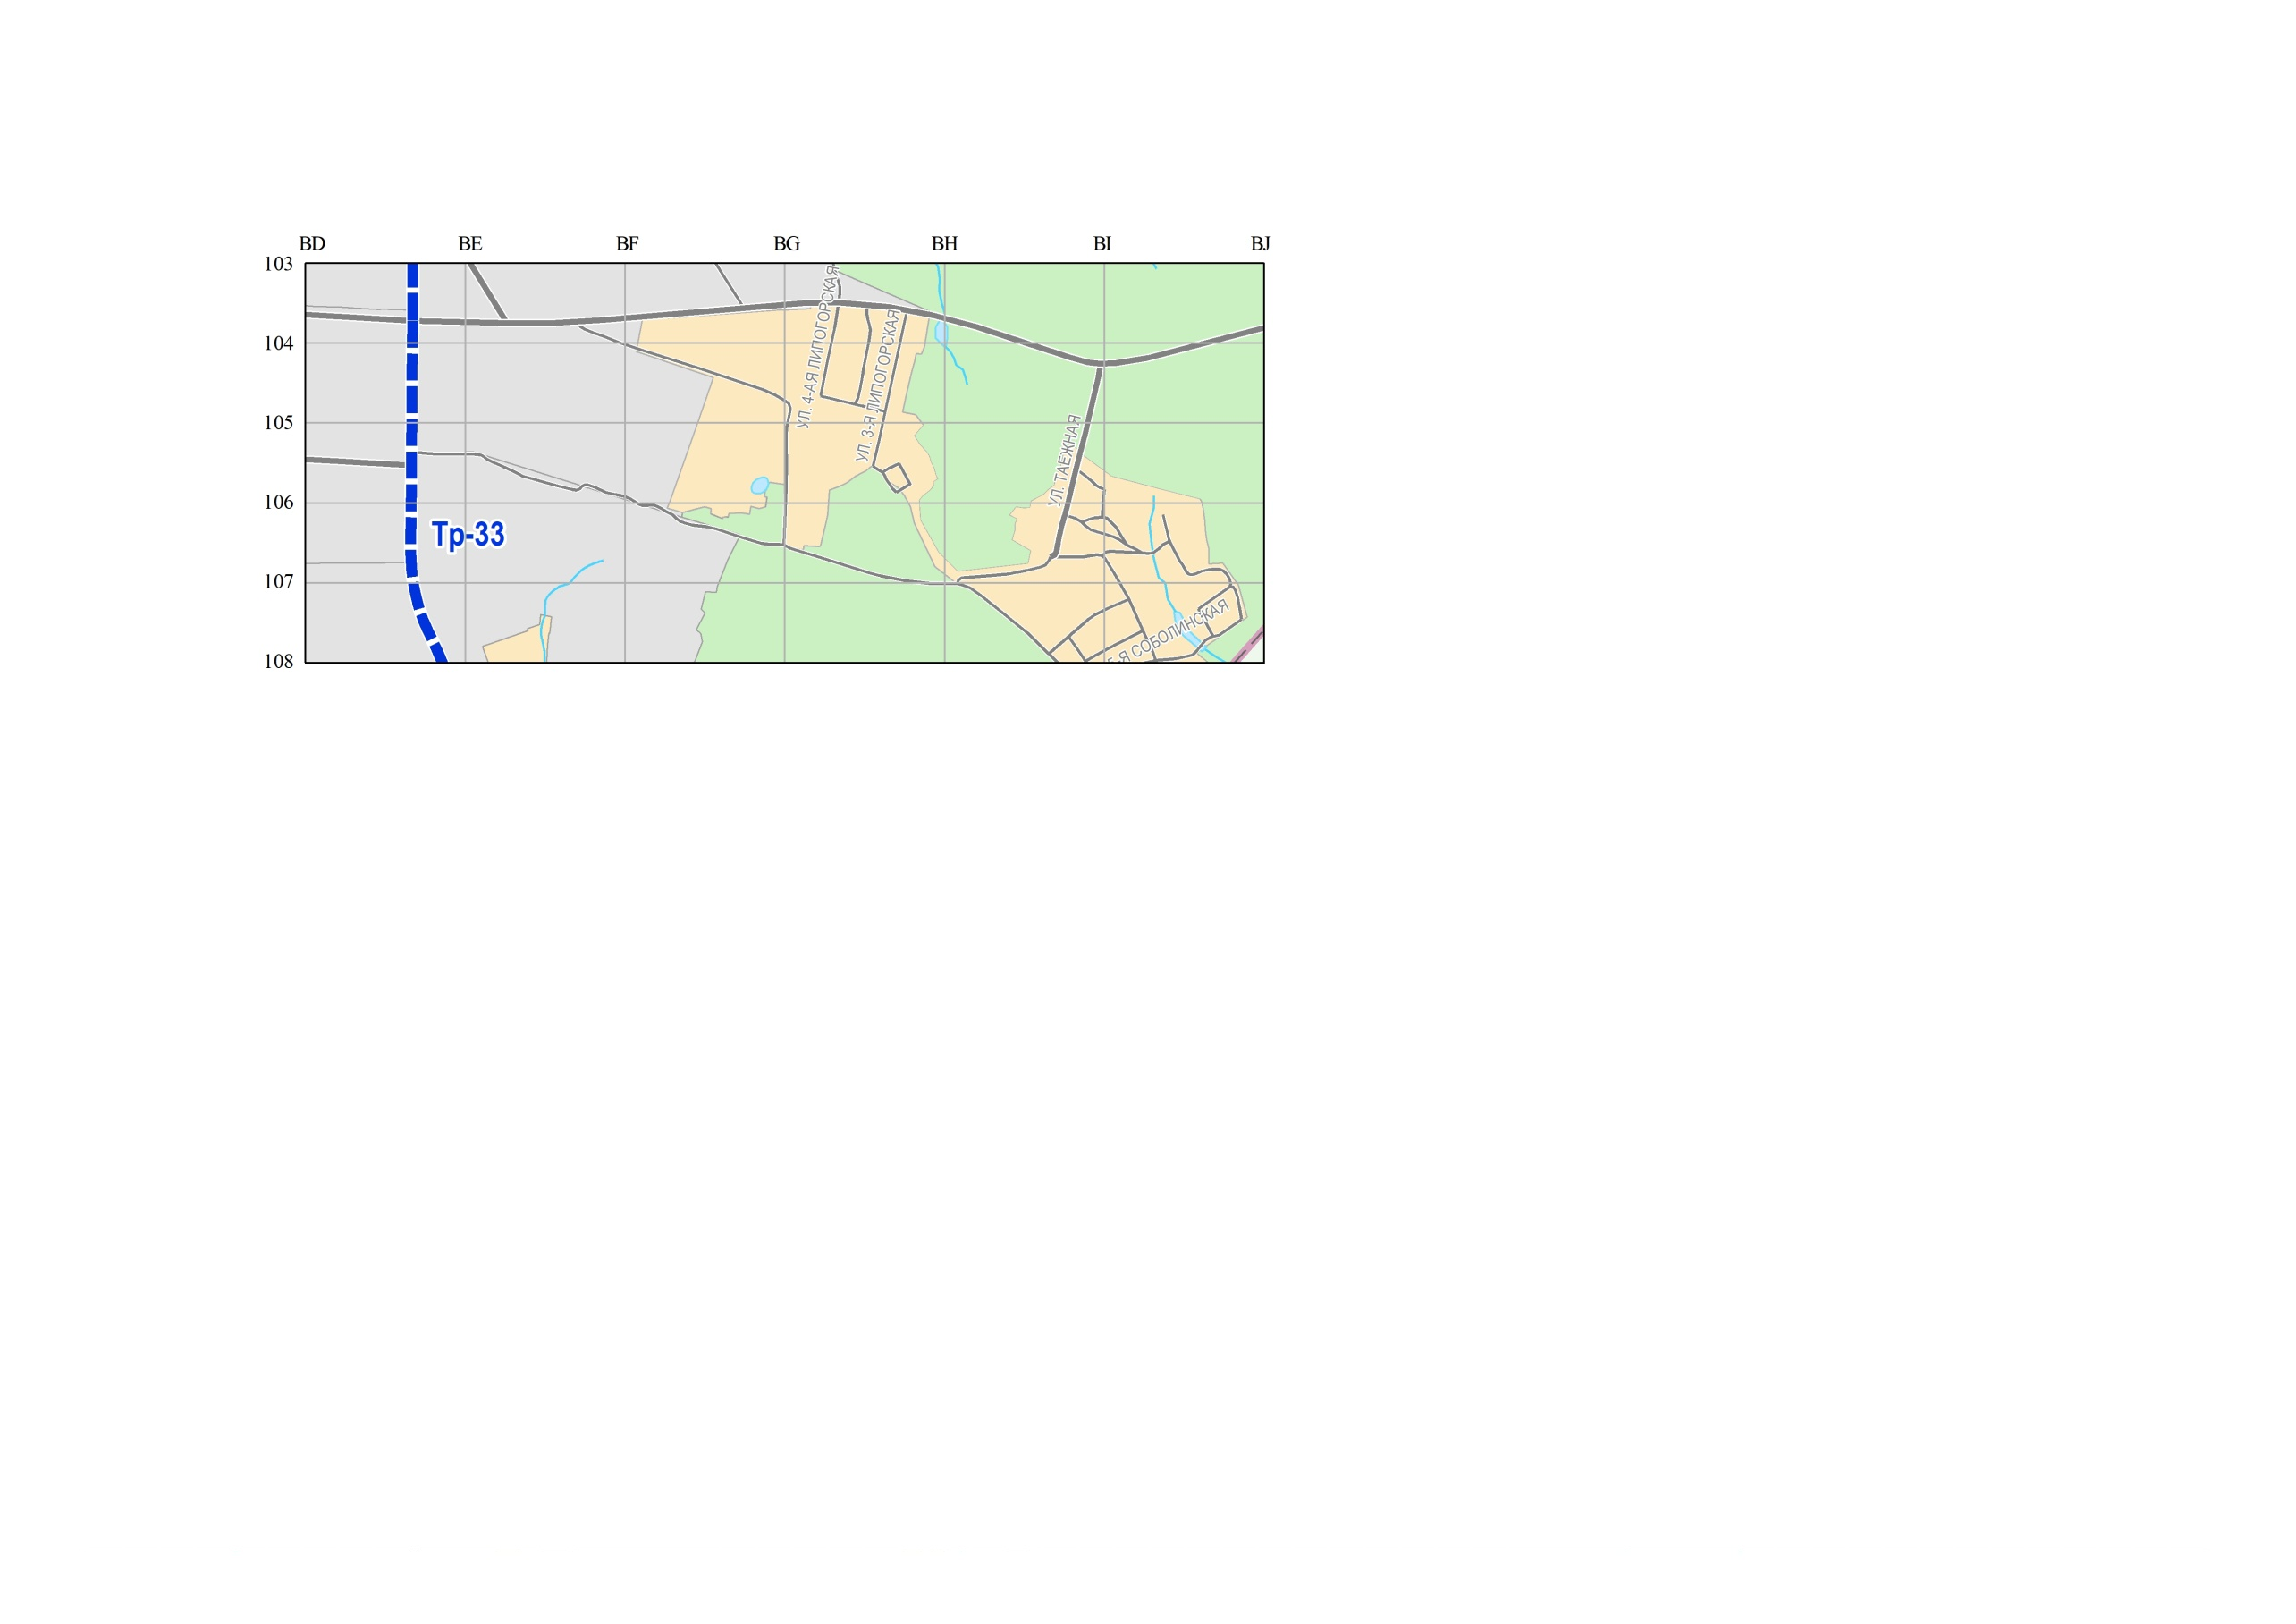 BD BE BF BG BH BI BJ
103
104
105
106
107
108
УЛ. 4-АЯ ЛИПОГОРСКАЯ
УЛ. 3-Я ЛИПОГОРСКАЯ
УЛ. ТАЕЖНАЯ
Тр-33
5-Я СОБОЛИНСКАЯ